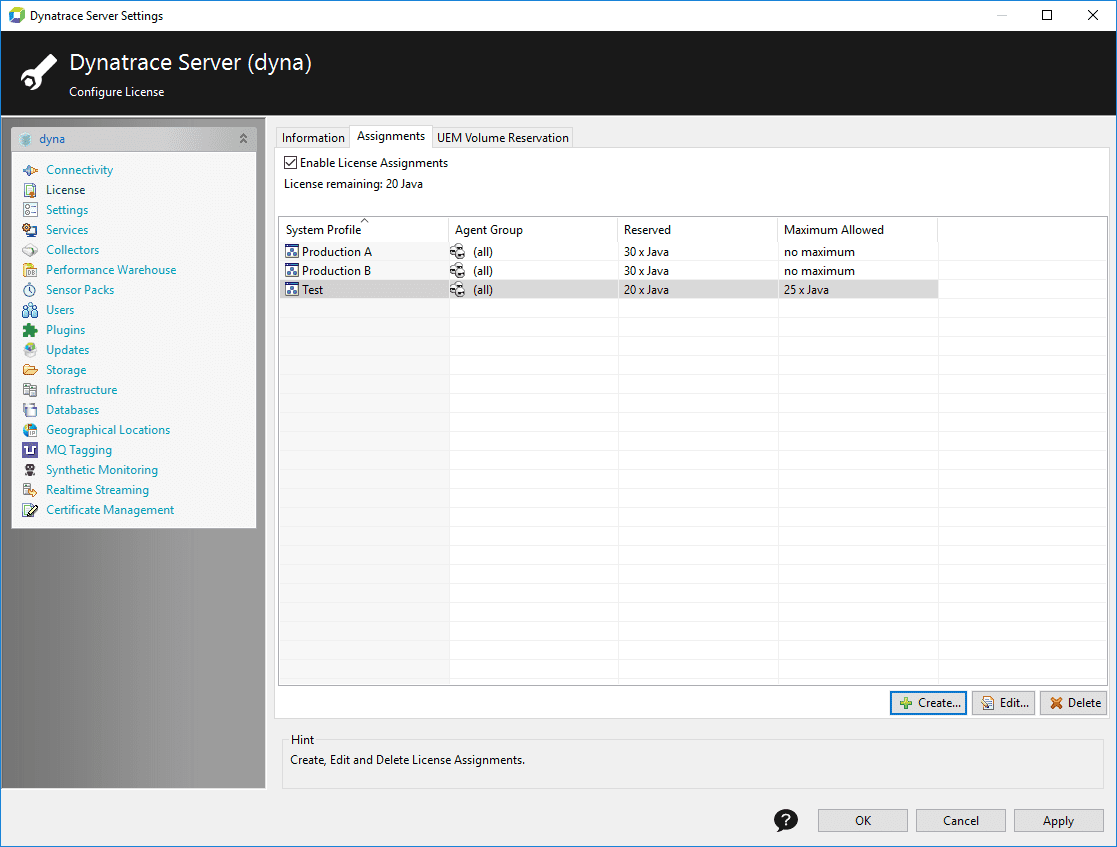 Dynatrace Server Settings
Dynatrace Server (dyna)
Configure License
dyna
Connectivity
License
Settings
Services
Collectors
Performance Warehouse
Sensor Packs
Users
Plugins
Updates
Storage
Infrastructure
Databases
Geographical Locations
MQ Tagging
Synthetic Monitoring
Realtime Streaming
Certificate Management
Information Assignments UEM Volume Reservation
Enable License Assignments
License remaining: 20 Java
System Profile Agent Group Reserved Maximum Allowed
Production A (all) 30 x Java no maximum
Production B (all) 30 x Java no maximum
Test (all) 20 x Java 25 x Java
Create... Edit... Delete
Hint
Create, Edit and Delete License Assignments.
? OK Cancel Apply